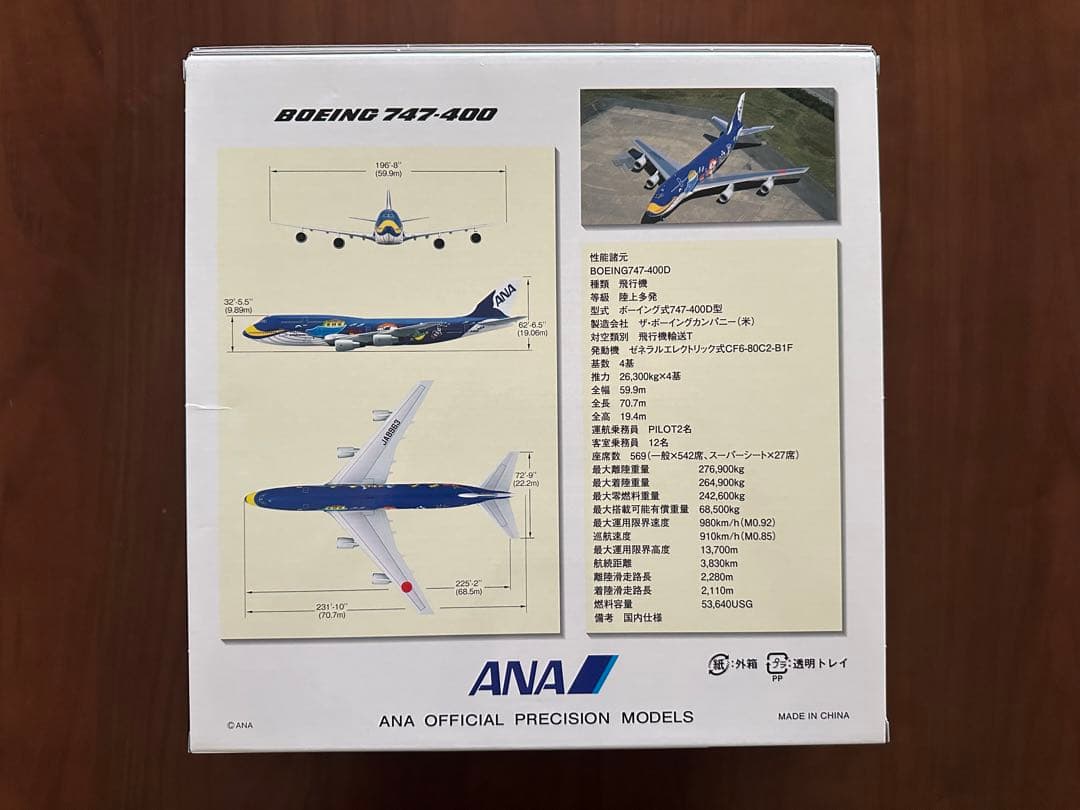 BOEING 747-400
196'-8"
(59.9m)
32'-5.5"
(9.89m)
ANA
62'-6.5"
(19.06m)
JA8963
72'-9"
(22.2m)
225'-2"
(68.5m)
231'-10"
(70.7m)
性能諸元
BOEING747-400D
種類 飛行機
等級 陸上多発
型式 ボーイング式747-400D型
製造会社 ザ・ボーイングカンパニー(米)
対空類別 飛行機輸送T
発動機 ゼネラルエレクトリック式CF6-80C2-B1F
基数 4基
推力 26,300kg×4基
全幅 59.9m
全長 70.7m
全高 19.4m
運航乗務員 PILOT2名
客室乗務員 12名
座席数 569(一般×542席、スーパーシート×27席)
最大離陸重量 276,900kg
最大着陸重量 264,900kg
最大零燃料重量 242,600kg
最大搭載可能有償重量 68,500kg
最大運用限界速度 980km/h(M0.92)
巡航速度 910km/h(M0.85)
最大運用限界高度 13,700m
航続距離 3,830km
離陸滑走路長 2,280m
着陸滑走路長 2,110m
燃料容量 53,640USG
備考 国内仕様
紙:外箱 プラ:透明トレイ
PP
ANA
©ANA
ANA OFFICIAL PRECISION MODELS
MADE IN CHINA